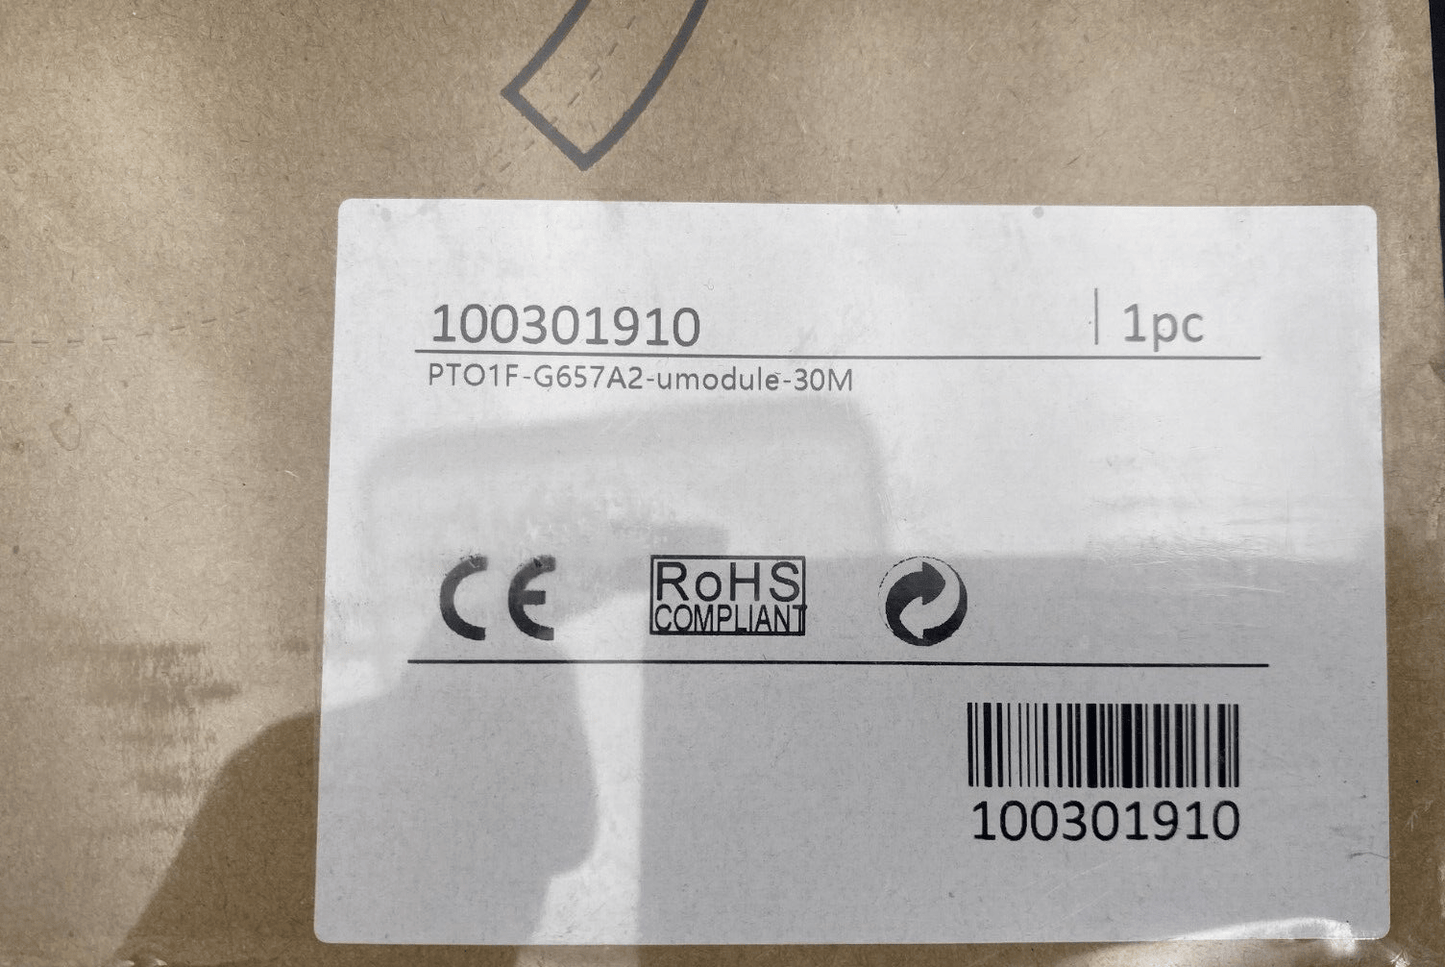 100301910 | 1pc
PTO1F-G657A2-umodule-30M
CE RoHS
COMPLIANT
100301910